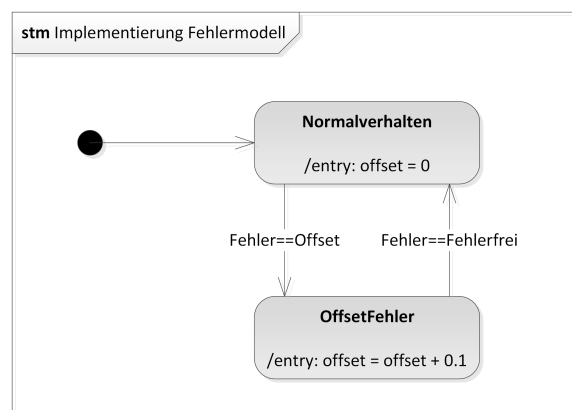 stm Implementierung Fehlermodell
Normalverhalten
/entry: offset = 0
Fehler==Offset
Fehler==Fehlerfrei
OffsetFehler
/entry: offset = offset + 0.1